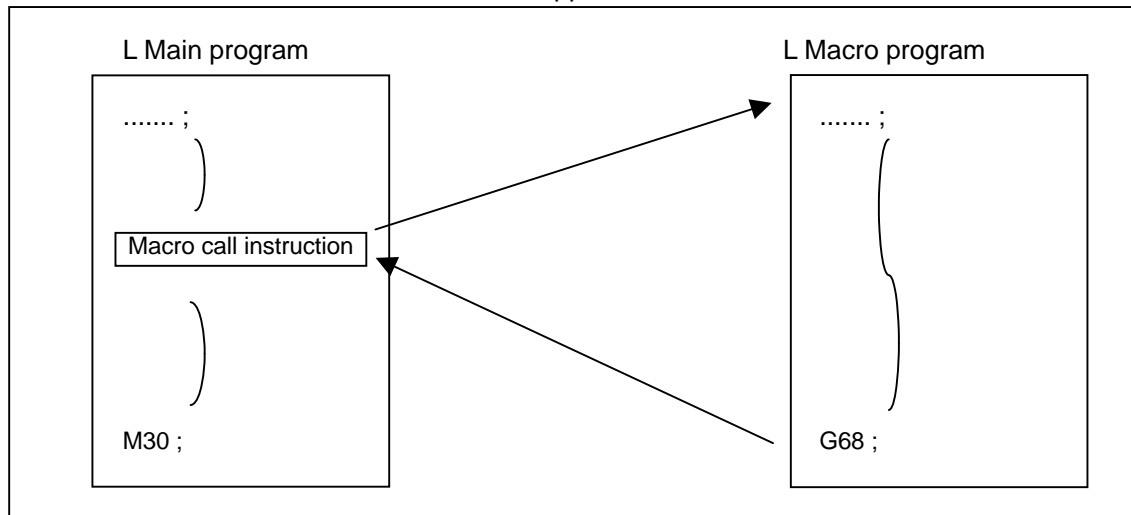 L Main program
....... ;
Macro call instruction
M30 ;
L Macro program
....... ;
G68 ;